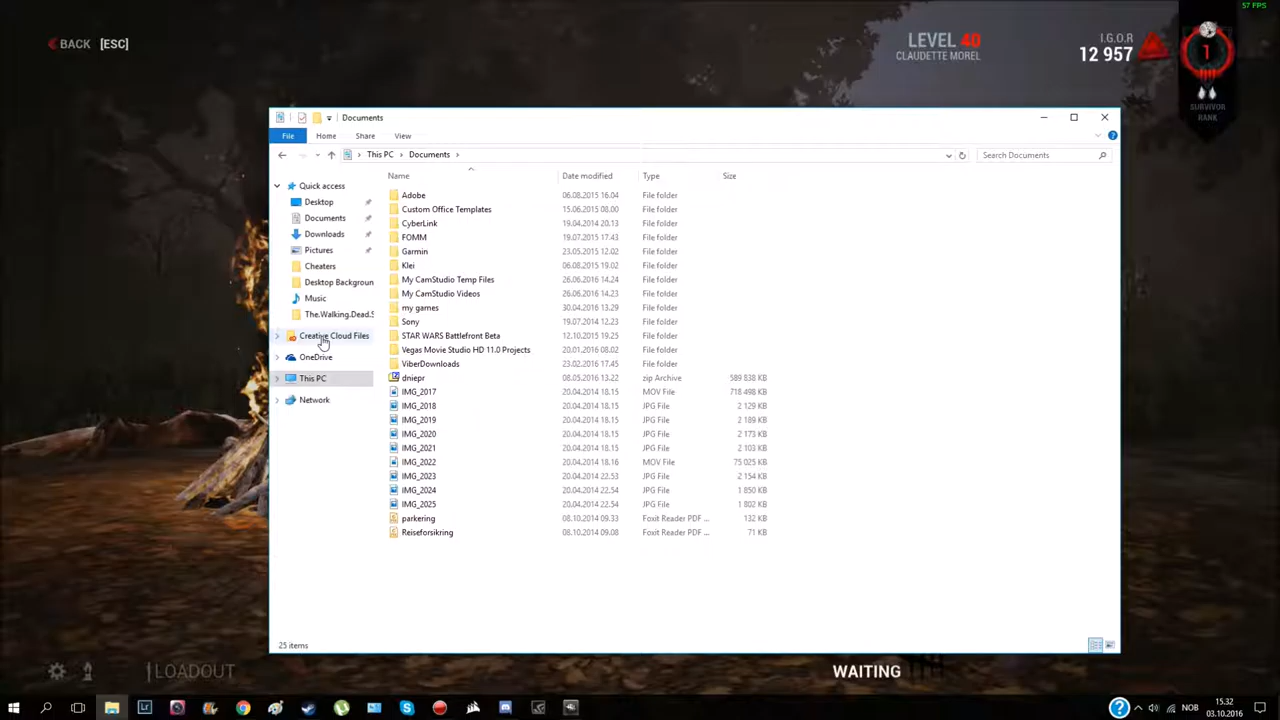 57 FPS
BACK [ESC]
LEVEL 40
CLAUDETTE MOREL
I.G.O.R
12 957
1
SURVIVOR
RANK
Documents
File Home Share View
This PC Documents
Search Documents
Name Date modified Type Size
Quick access
Desktop
Documents
Downloads
Pictures
Cheaters
Desktop Backgroun
Music
The.Walking.Dead.S
Creative Cloud Files
OneDrive
This PC
Network
Adobe 06.08.2015 16.04 File folder
Custom Office Templates 15.06.2015 08.00 File folder
CyberLink 19.04.2014 20.13 File folder
FOMM 19.07.2015 17.43 File folder
Garmin 23.05.2015 12.02 File folder
Klei 06.08.2015 19.02 File folder
My CamStudio Temp Files 26.06.2016 14.24 File folder
My CamStudio Videos 26.06.2016 14.23 File folder
my games 30.04.2016 13.29 File folder
Sony 19.07.2014 12.23 File folder
STAR WARS Battlefront Beta 12.10.2015 19.25 File folder
Vegas Movie Studio HD 11.0 Projects 20.01.2016 08.02 File folder
ViberDownloads 23.02.2016 17.45 File folder
dniepr 08.05.2016 13.22 zip Archive 589 838 KB
IMG_2017 20.04.2014 18.15 MOV File 718 498 KB
IMG_2018 20.04.2014 18.15 JPG File 2 129 KB
IMG_2019 20.04.2014 18.15 JPG File 2 189 KB
IMG_2020 20.04.2014 18.15 JPG File 2 173 KB
IMG_2021 20.04.2014 18.15 JPG File 2 103 KB
IMG_2022 20.04.2014 18.16 MOV File 75 025 KB
IMG_2023 20.04.2014 22.53 JPG File 2 154 KB
IMG_2024 20.04.2014 22.54 JPG File 1 850 KB
IMG_2025 20.04.2014 22.54 JPG File 1 802 KB
parkering 08.10.2014 09.33 Foxit Reader PDF ... 132 KB
Reiseforsikring 08.10.2014 09.08 Foxit Reader PDF ... 71 KB
25 items
LOADOUT
WAITING
NOB
15.32
03.10.2016